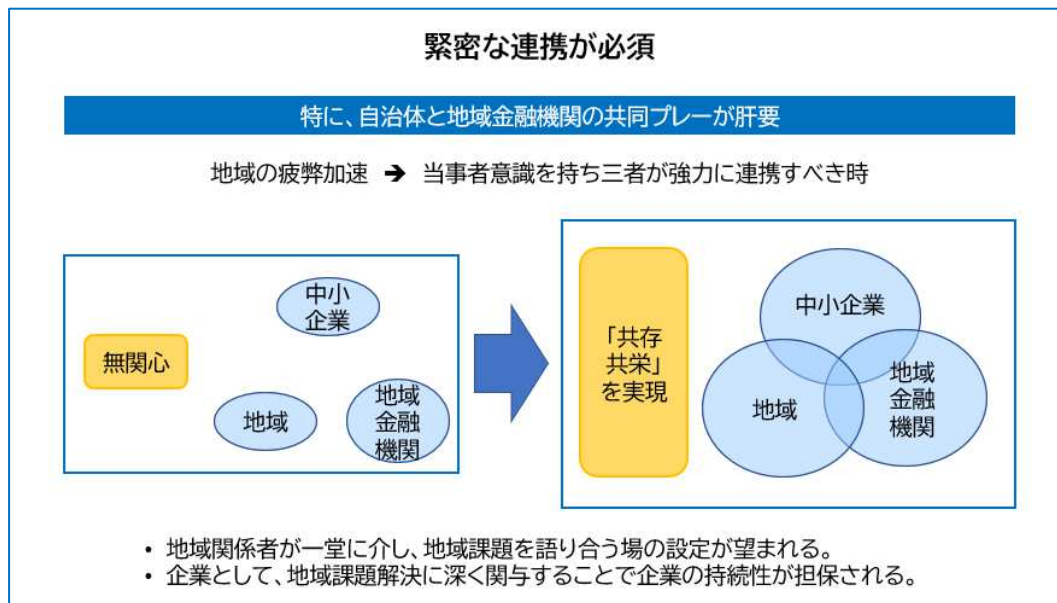 緊密な連携が必須
特に、自治体と地域金融機関の共同プレーが肝要
地域の疲弊加速 ➔ 当事者意識を持ち三者が強力に連携すべき時
無関心
中小
企業
地域
地域
金融
機関
「共存
共栄」
を実現
中小企業
地域
地域
金融
機関
• 地域関係者が一堂に介し、地域課題を語り合う場の設定が望まれる。
• 企業として、地域課題解決に深く関与することで企業の持続性が担保される。